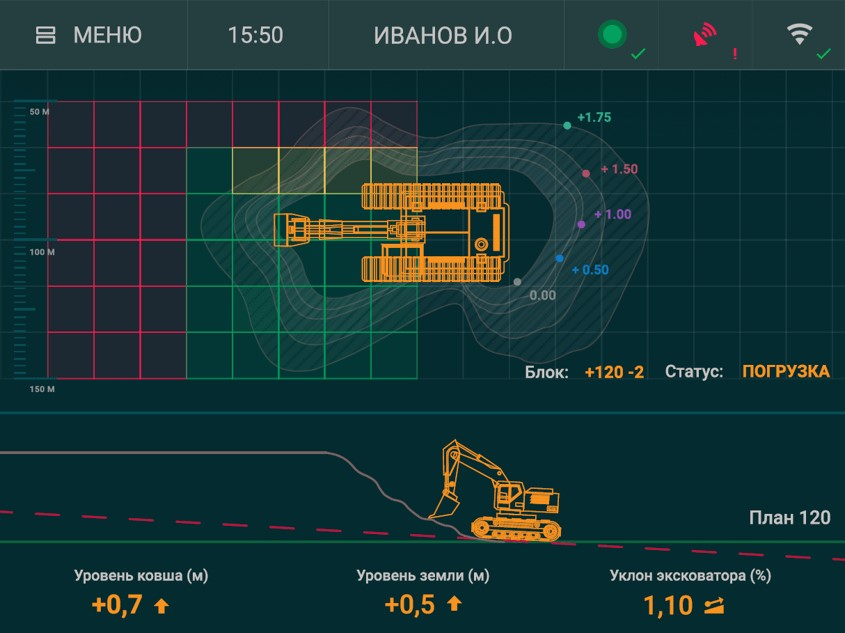 МЕНЮ
15:50
ИВАНОВ И.О
!
50 М
+1.75
+ 1.50
+ 1.00
100 М
+ 0.50
0.00
Блок: +120 -2 Статус: ПОГРУЗКА
150 М
План 120
Уровень ковша (м)
+0,7
Уровень земли (м)
+0,5
Уклон эксковатора (%)
1,10